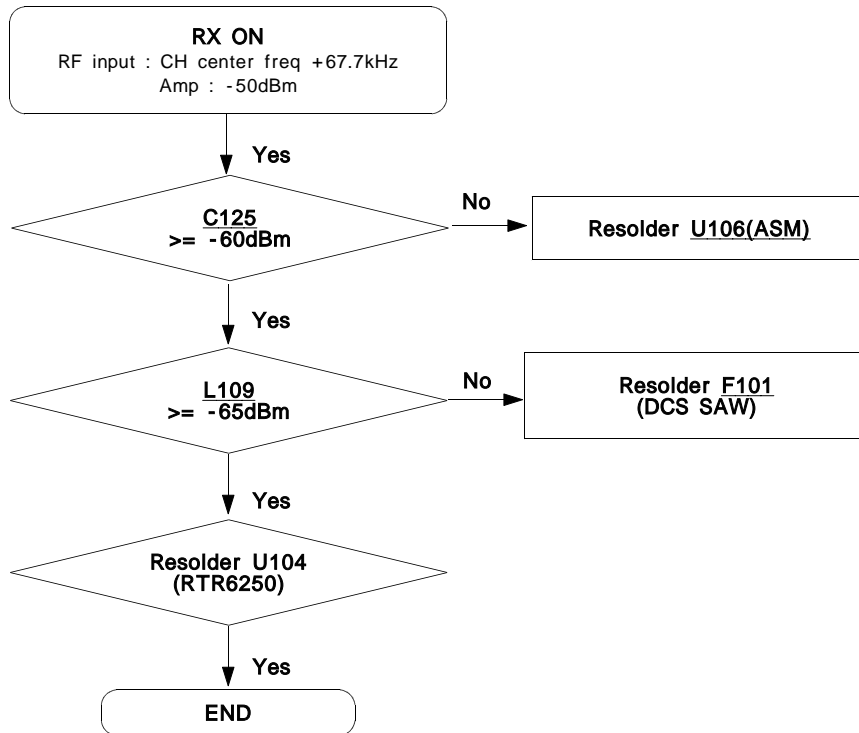 RX ON
RF input : CH center freq +67.7kHz
Amp : -50dBm
Yes
C125
>= -60dBm
No
Resolder U106(ASM)
Yes
L109
>= -65dBm
No
Resolder F101
(DCS SAW)
Yes
Resolder U104
(RTR6250)
Yes
END